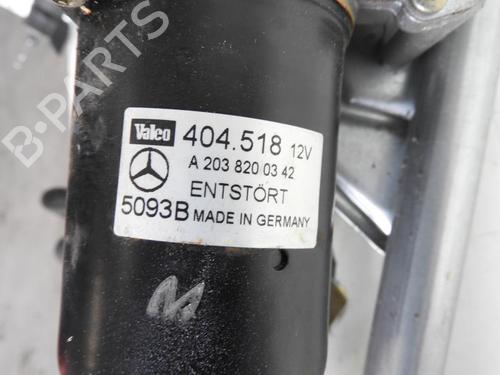 B-PARTS
Valeo 404.518 12V
A 203 820 03 42
ENTSTÖRT
5093B MADE IN GERMANY
M